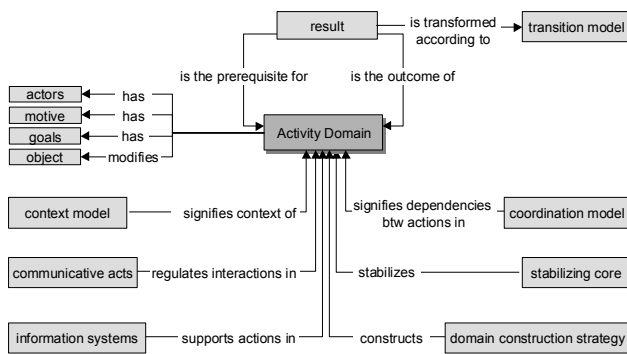 result
is transformed
according to
transition model
is the prerequisite for
is the outcome of
actors
has
motive
has
goals
has
object
modifies
Activity Domain
context model
signifies context of
signifies dependencies
btw actions in
coordination model
communicative acts
regulates interactions in
stabilizes
stabilizing core
information systems
supports actions in
constructs
domain construction strategy